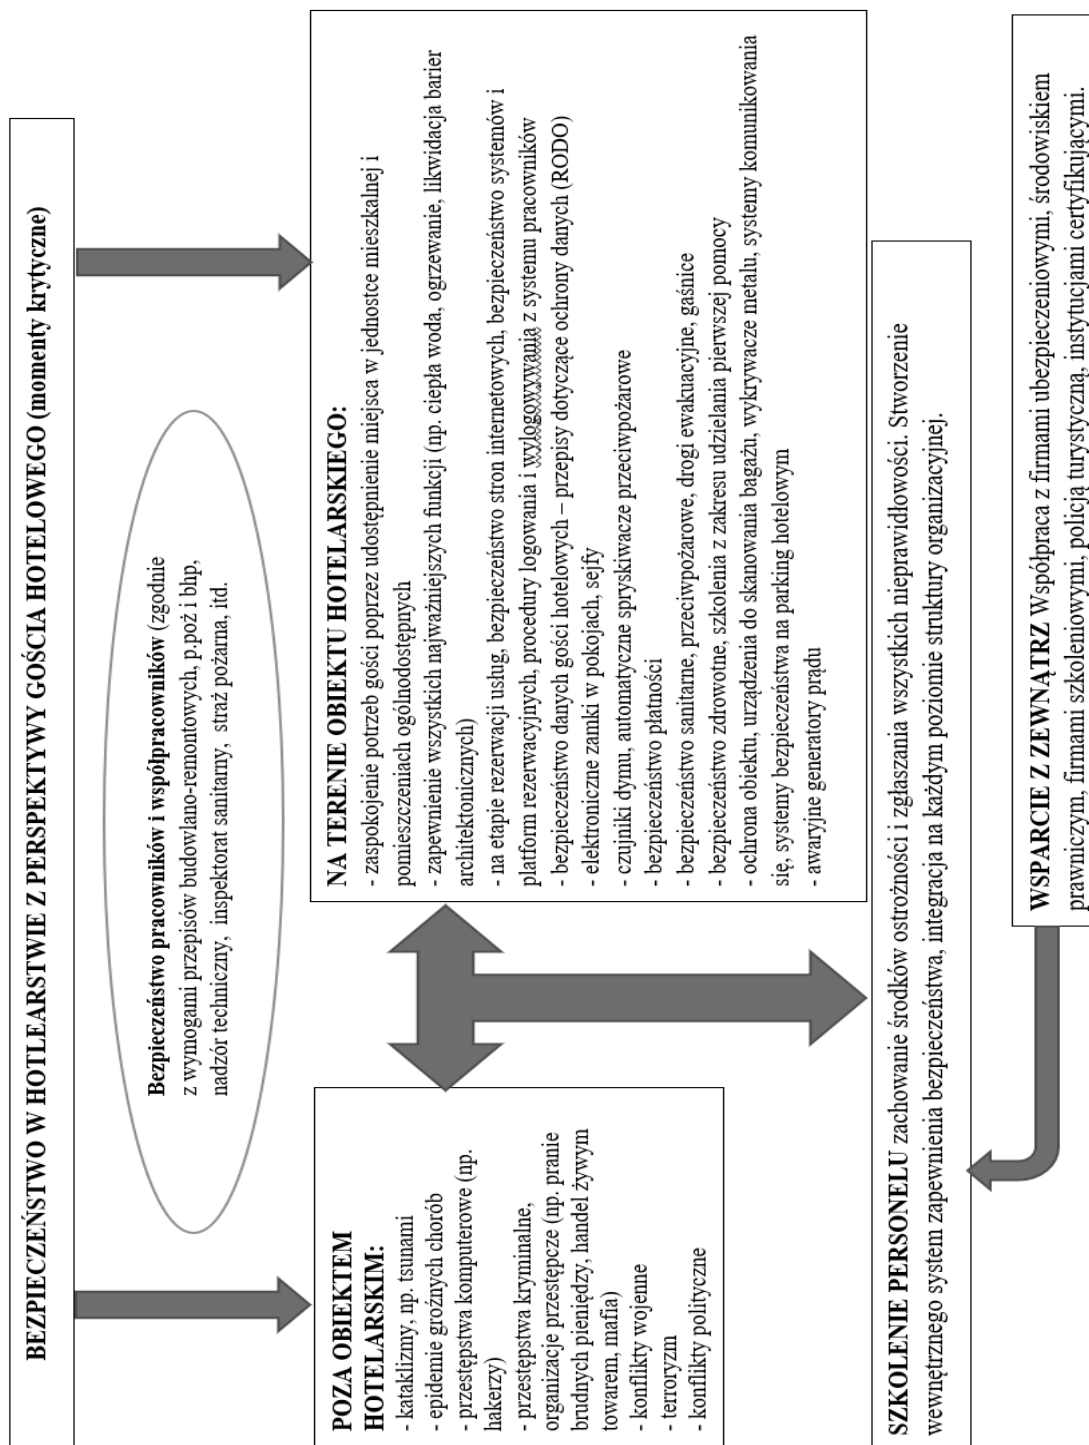 BEZPIECZEŃSTWO W HOTLEARSTWIE Z PERSPEKTYWY GOŚCIA HOTELOWEGO (momenty krytyczne)
Bezpieczeństwo pracowników i współpracowników (zgodnie
z wymogami przepisów budowlano-remontowych, p.poż i bhp,
nadzór techniczny, inspektorat sanitarny, straż pożarna, itd.
POZA OBIEKTEM
HOTELARSKIM:
- kataklizmy, np. tsunami
- epidemie groźnych chorób
- przestępstwa komputerowe (np.
hakerzy)
- przestępstwa kryminalne,
organizacje przestępcze (np. pranie
brudnych pieniędzy, handel żywym
towarem, mafia)
- konflikty wojenne
- terroryzm
- konflikty polityczne
NA TERENIE OBIEKTU HOTELARSKIEGO:
- zaspokojenie potrzeb gości poprzez udostępnienie miejsca w jednostce mieszkalnej i
pomieszczeniach ogólnodostępnych
- zapewnienie wszystkich najważniejszych funkcji (np. ciepła woda, ogrzewanie, likwidacja barier
architektonicznych)
- na etapie rezerwacji usług, bezpieczeństwo stron internetowych, bezpieczeństwo systemów i
platform rezerwacyjnych, procedury logowania i wylogowywania z systemu pracowników
- bezpieczeństwo danych gości hotelowych – przepisy dotyczące ochrony danych (RODO)
- elektroniczne zamki w pokojach, sejfy
- czujniki dymu, automatyczne spryskiwacze przeciwpożarowe
- bezpieczeństwo płatności
- bezpieczeństwo sanitarne, przeciwpożarowe, drogi ewakuacyjne, gaśnice
- bezpieczeństwo zdrowotne, szkolenia z zakresu udzielania pierwszej pomocy
- ochrona obiektu, urządzenia do skanowania bagażu, wykrywacze metalu, systemy komunikowania
się, systemy bezpieczeństwa na parking hotelowym
- awaryjne generatory prądu
SZKOLENIE PERSONELU zachowanie środków ostrożności i zgłaszania wszystkich nieprawidłowości. Stworzenie
wewnętrznego system zapewnienia bezpieczeństwa, integracja na każdym poziomie struktury organizacyjnej.
WSPARCIE Z ZEWNĄTRZ Współpraca z firmami ubezpieczeniowymi, środowiskiem
prawniczym, firmami szkoleniowymi, policją turystyczną, instytucjami certyfikującymi.